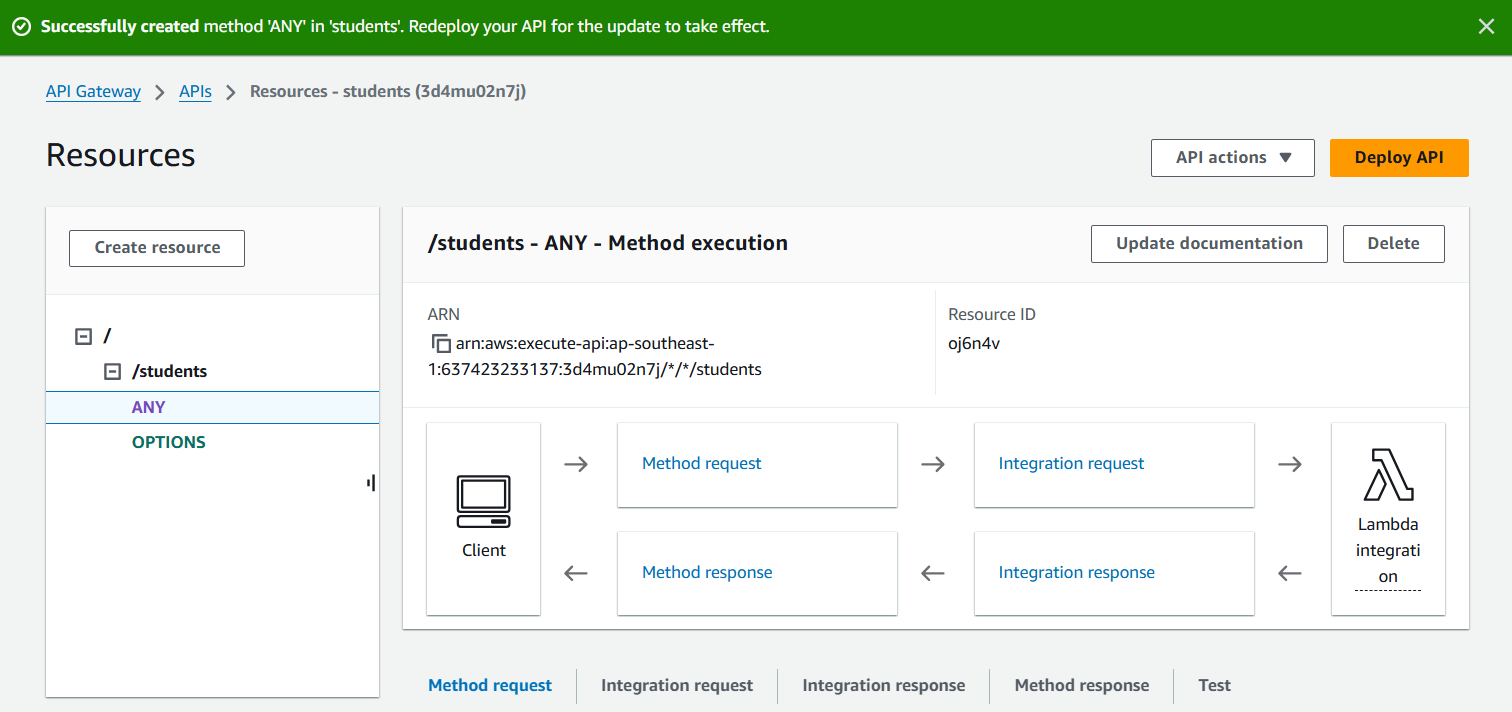 Successfully created method 'ANY' in 'students'. Redeploy your API for the update to take effect.
API Gateway > APIs > Resources - students (3d4mu02n7j)
Resources
API actions ▼
Deploy API
Create resource
/
/students
ANY
OPTIONS
/students - ANY - Method execution
Update documentation
Delete
ARN
arn:aws:execute-api:ap-southeast-
1:637423233137:3d4mu02n7j/*/*/students
Resource ID
oj6n4v
Client
Method request
Integration request
Method response
Integration response
Lambda
integrati
on
Method request
Integration request
Integration response
Method response
Test